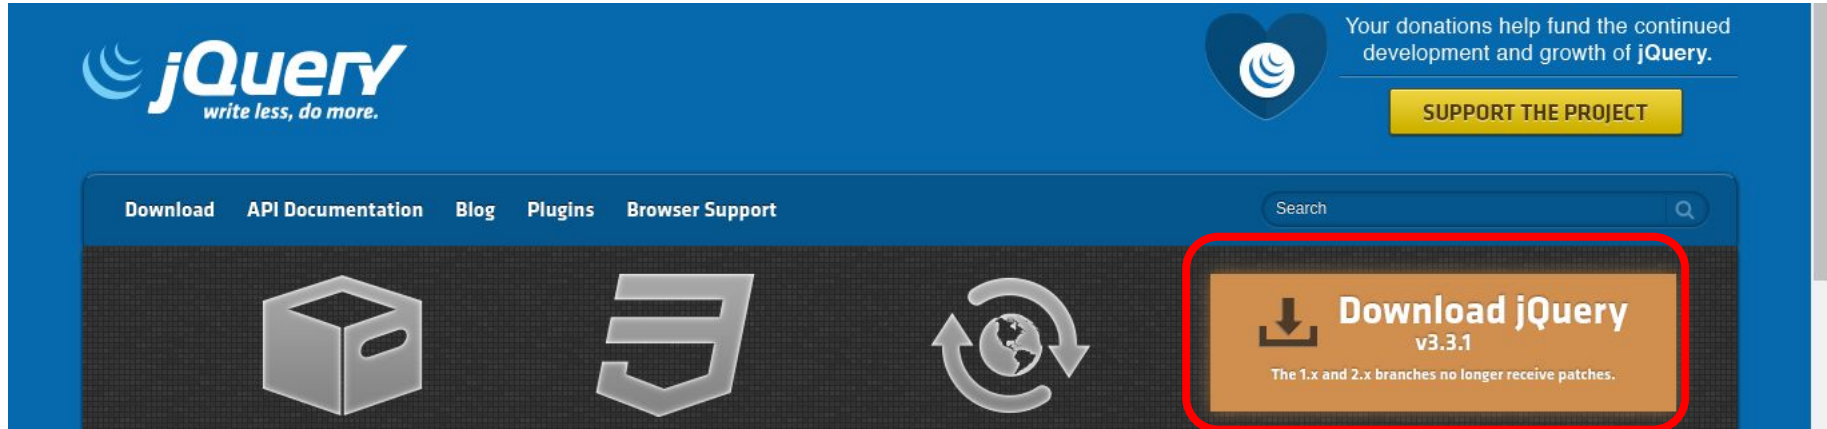 jQuery
write less, do more.
Your donations help fund the continued
development and growth of jQuery.
SUPPORT THE PROJECT
Download API Documentation Blog Plugins Browser Support
Search
Download jQuery
v3.3.1
The 1.x and 2.x branches no longer receive patches.